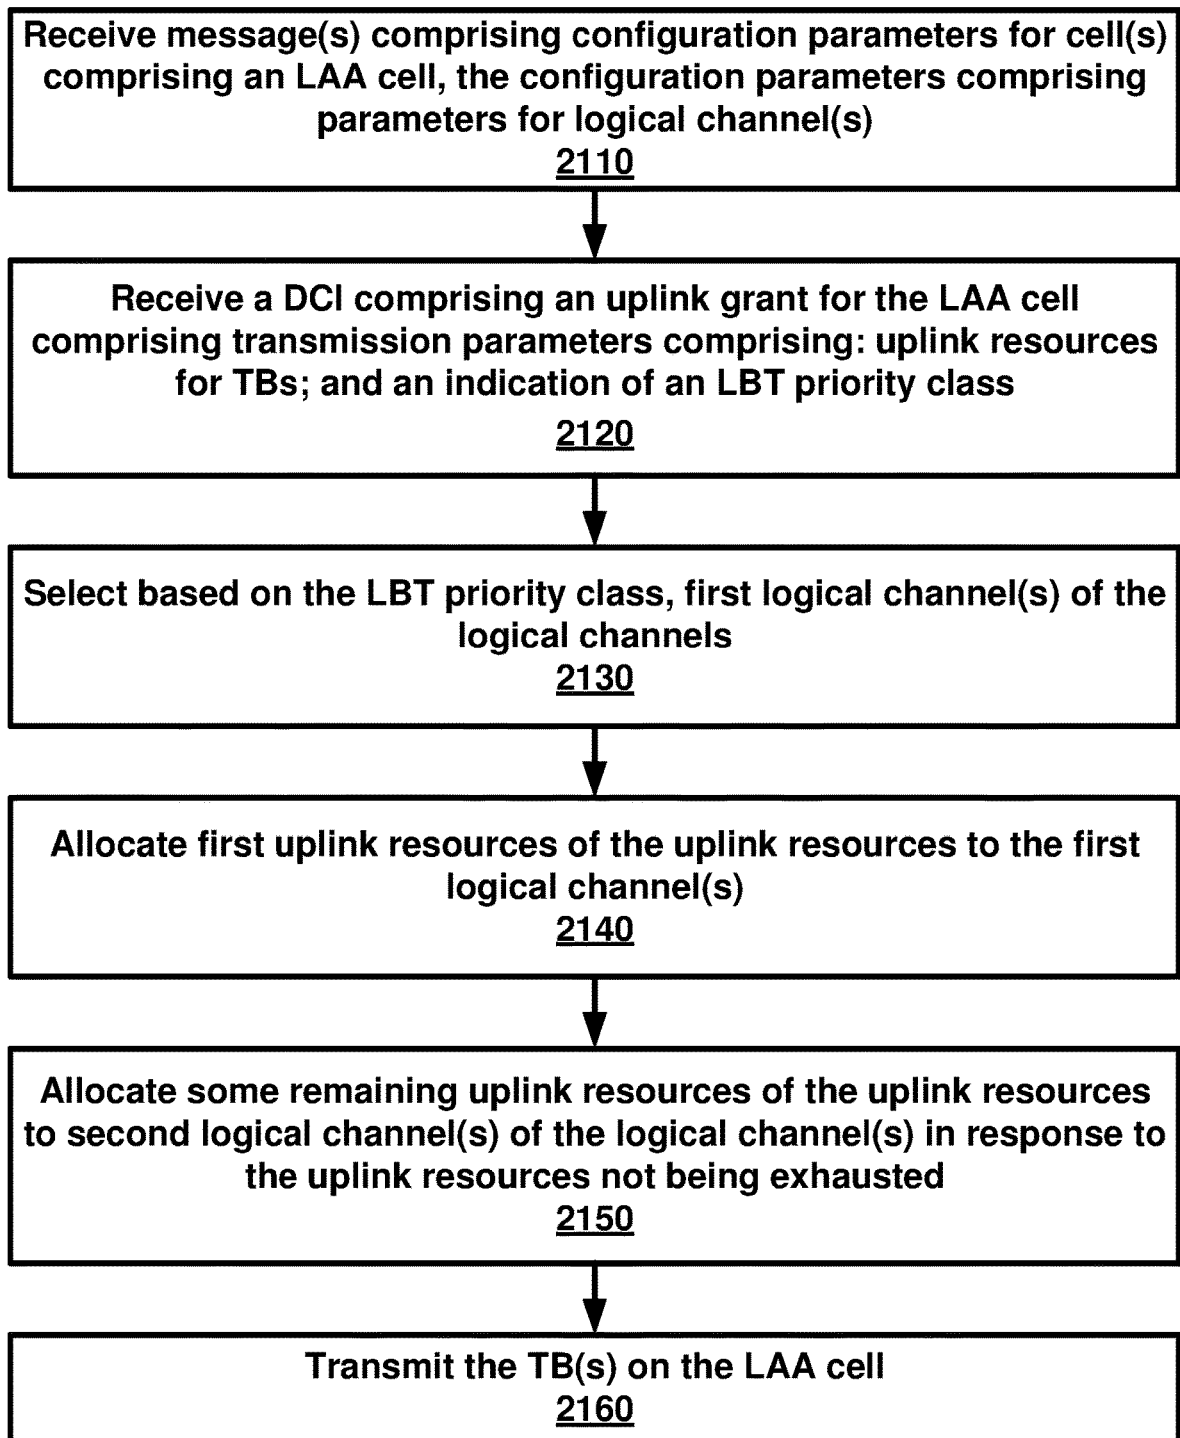 Receive message(s) comprising configuration parameters for cell(s)
comprising an LAA cell, the configuration parameters comprising
parameters for logical channel(s)
2110
Receive a DCI comprising an uplink grant for the LAA cell
comprising transmission parameters comprising: uplink resources
for TBs; and an indication of an LBT priority class
2120
Select based on the LBT priority class, first logical channel(s) of the
logical channels
2130
Allocate first uplink resources of the uplink resources to the first
logical channel(s)
2140
Allocate some remaining uplink resources of the uplink resources
to second logical channel(s) of the logical channel(s) in response to
the uplink resources not being exhausted
2150
Transmit the TB(s) on the LAA cell
2160